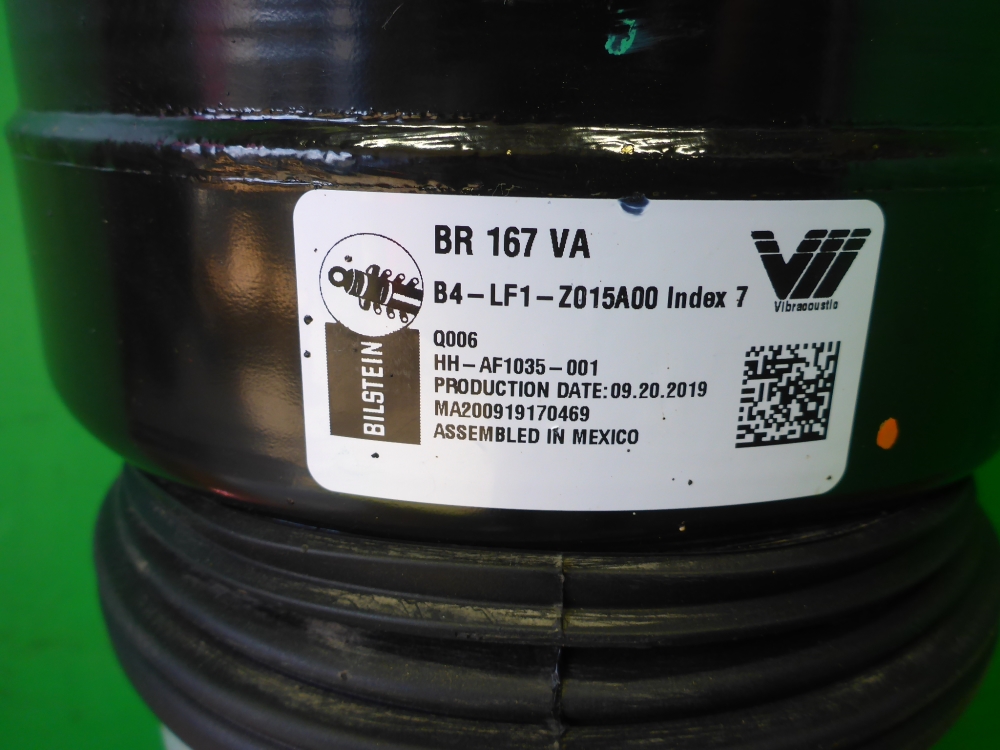 BR 167 VA
B4-LF1-Z015A00 Index 7
Vibracoustic
BILSTEIN
Q006
HH-AF1035-001
PRODUCTION DATE:09.20.2019
MA200919170469
ASSEMBLED IN MEXICO